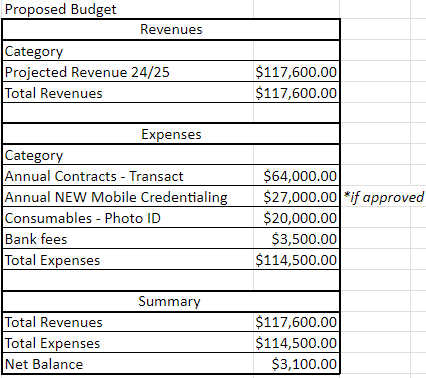 Proposed Budget
Revenues
Category
Projected Revenue 24/25 $117,600.00
Total Revenues $117,600.00
Expenses
Category
Annual Contracts - Transact $64,000.00
Annual NEW Mobile Credentialing $27,000.00 *if approved
Consumables - Photo ID $20,000.00
Bank fees $3,500.00
Total Expenses $114,500.00
Summary
Total Revenues $117,600.00
Total Expenses $114,500.00
Net Balance $3,100.00